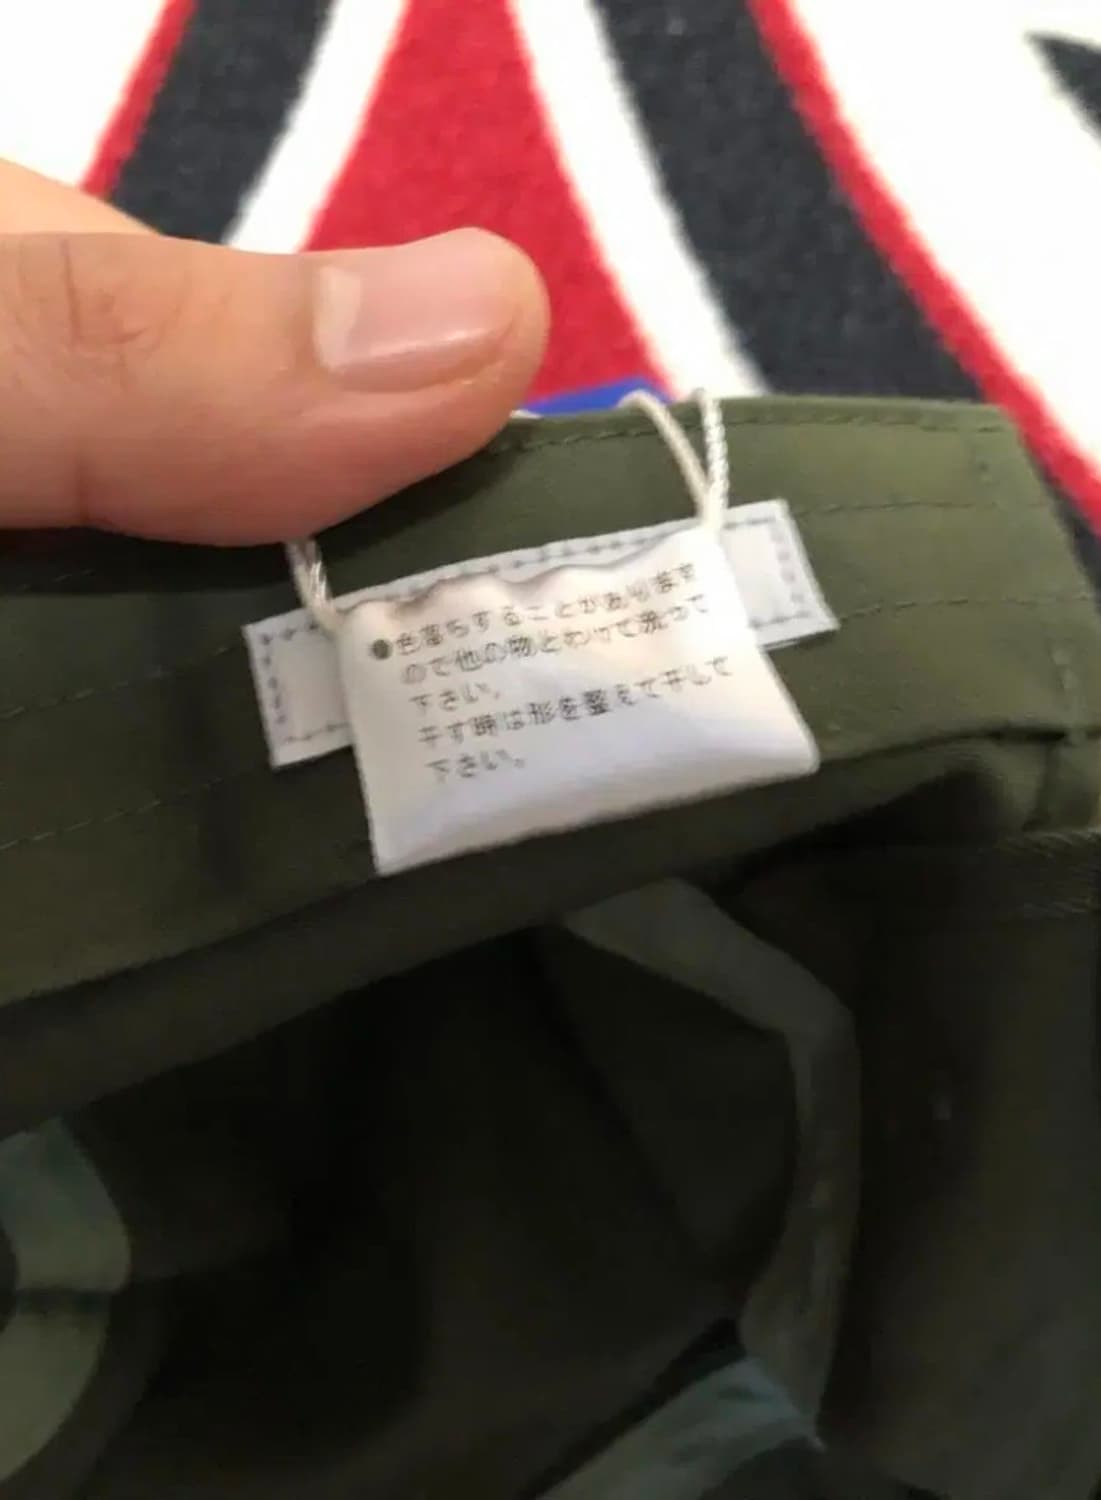 ●色落ちすることがあります
ので他の物とわけて洗って
下さい。
干す時は形を整えて干して
下さい。